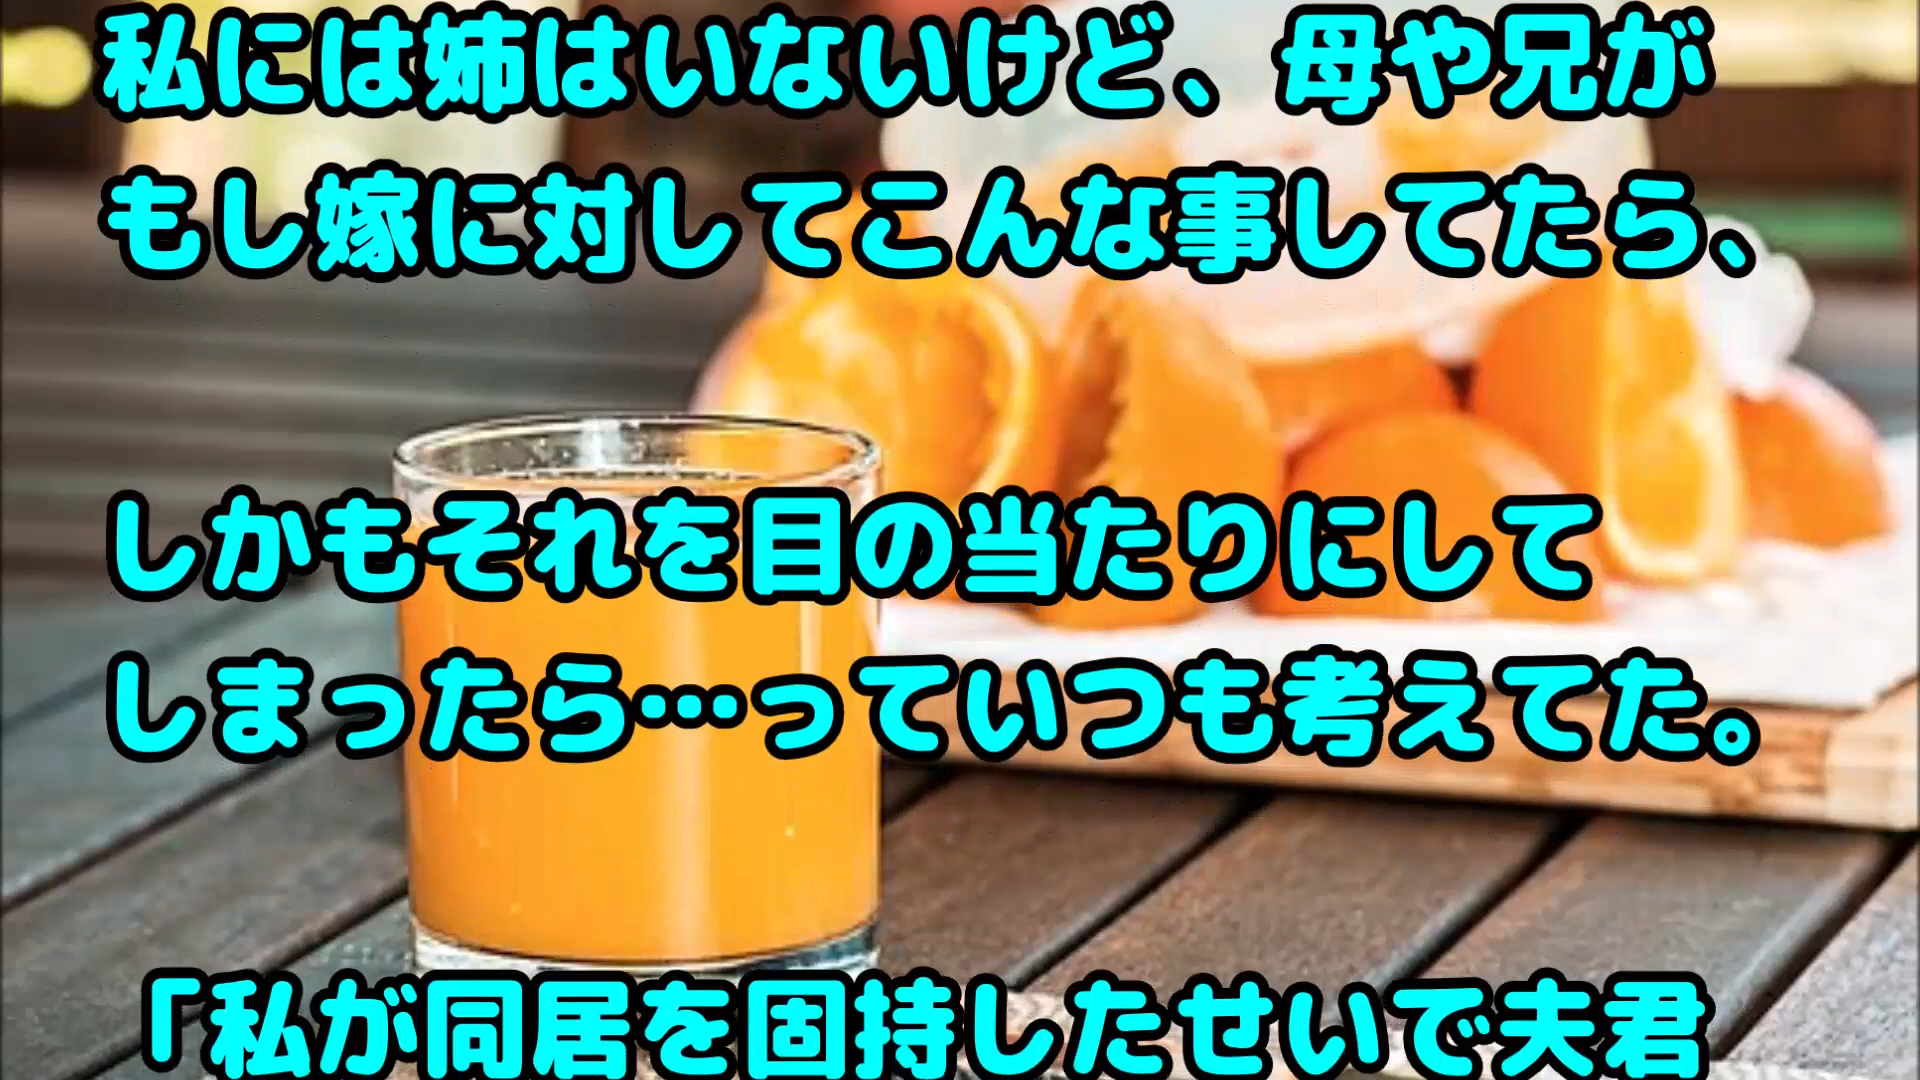 私には姉はいないけど、母や兄が
もし嫁に対してこんな事してたら、
しかもそれを目の当たりにして
しまったら…っていつも考えてた。
「私が同居を固持したせいで夫君